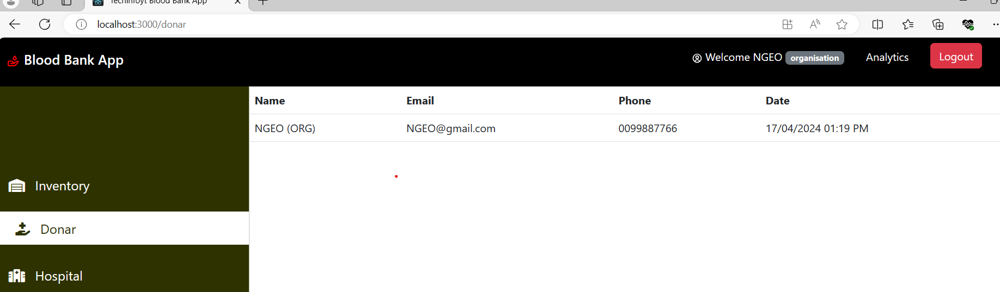 Techinfoyt Blood Bank App
localhost:3000/donar
Blood Bank App
Welcome NGEO organisation
Analytics
Logout
Name Email Phone Date
NGEO (ORG) NGEO@gmail.com 0099887766 17/04/2024 01:19 PM
Inventory
Donar
Hospital